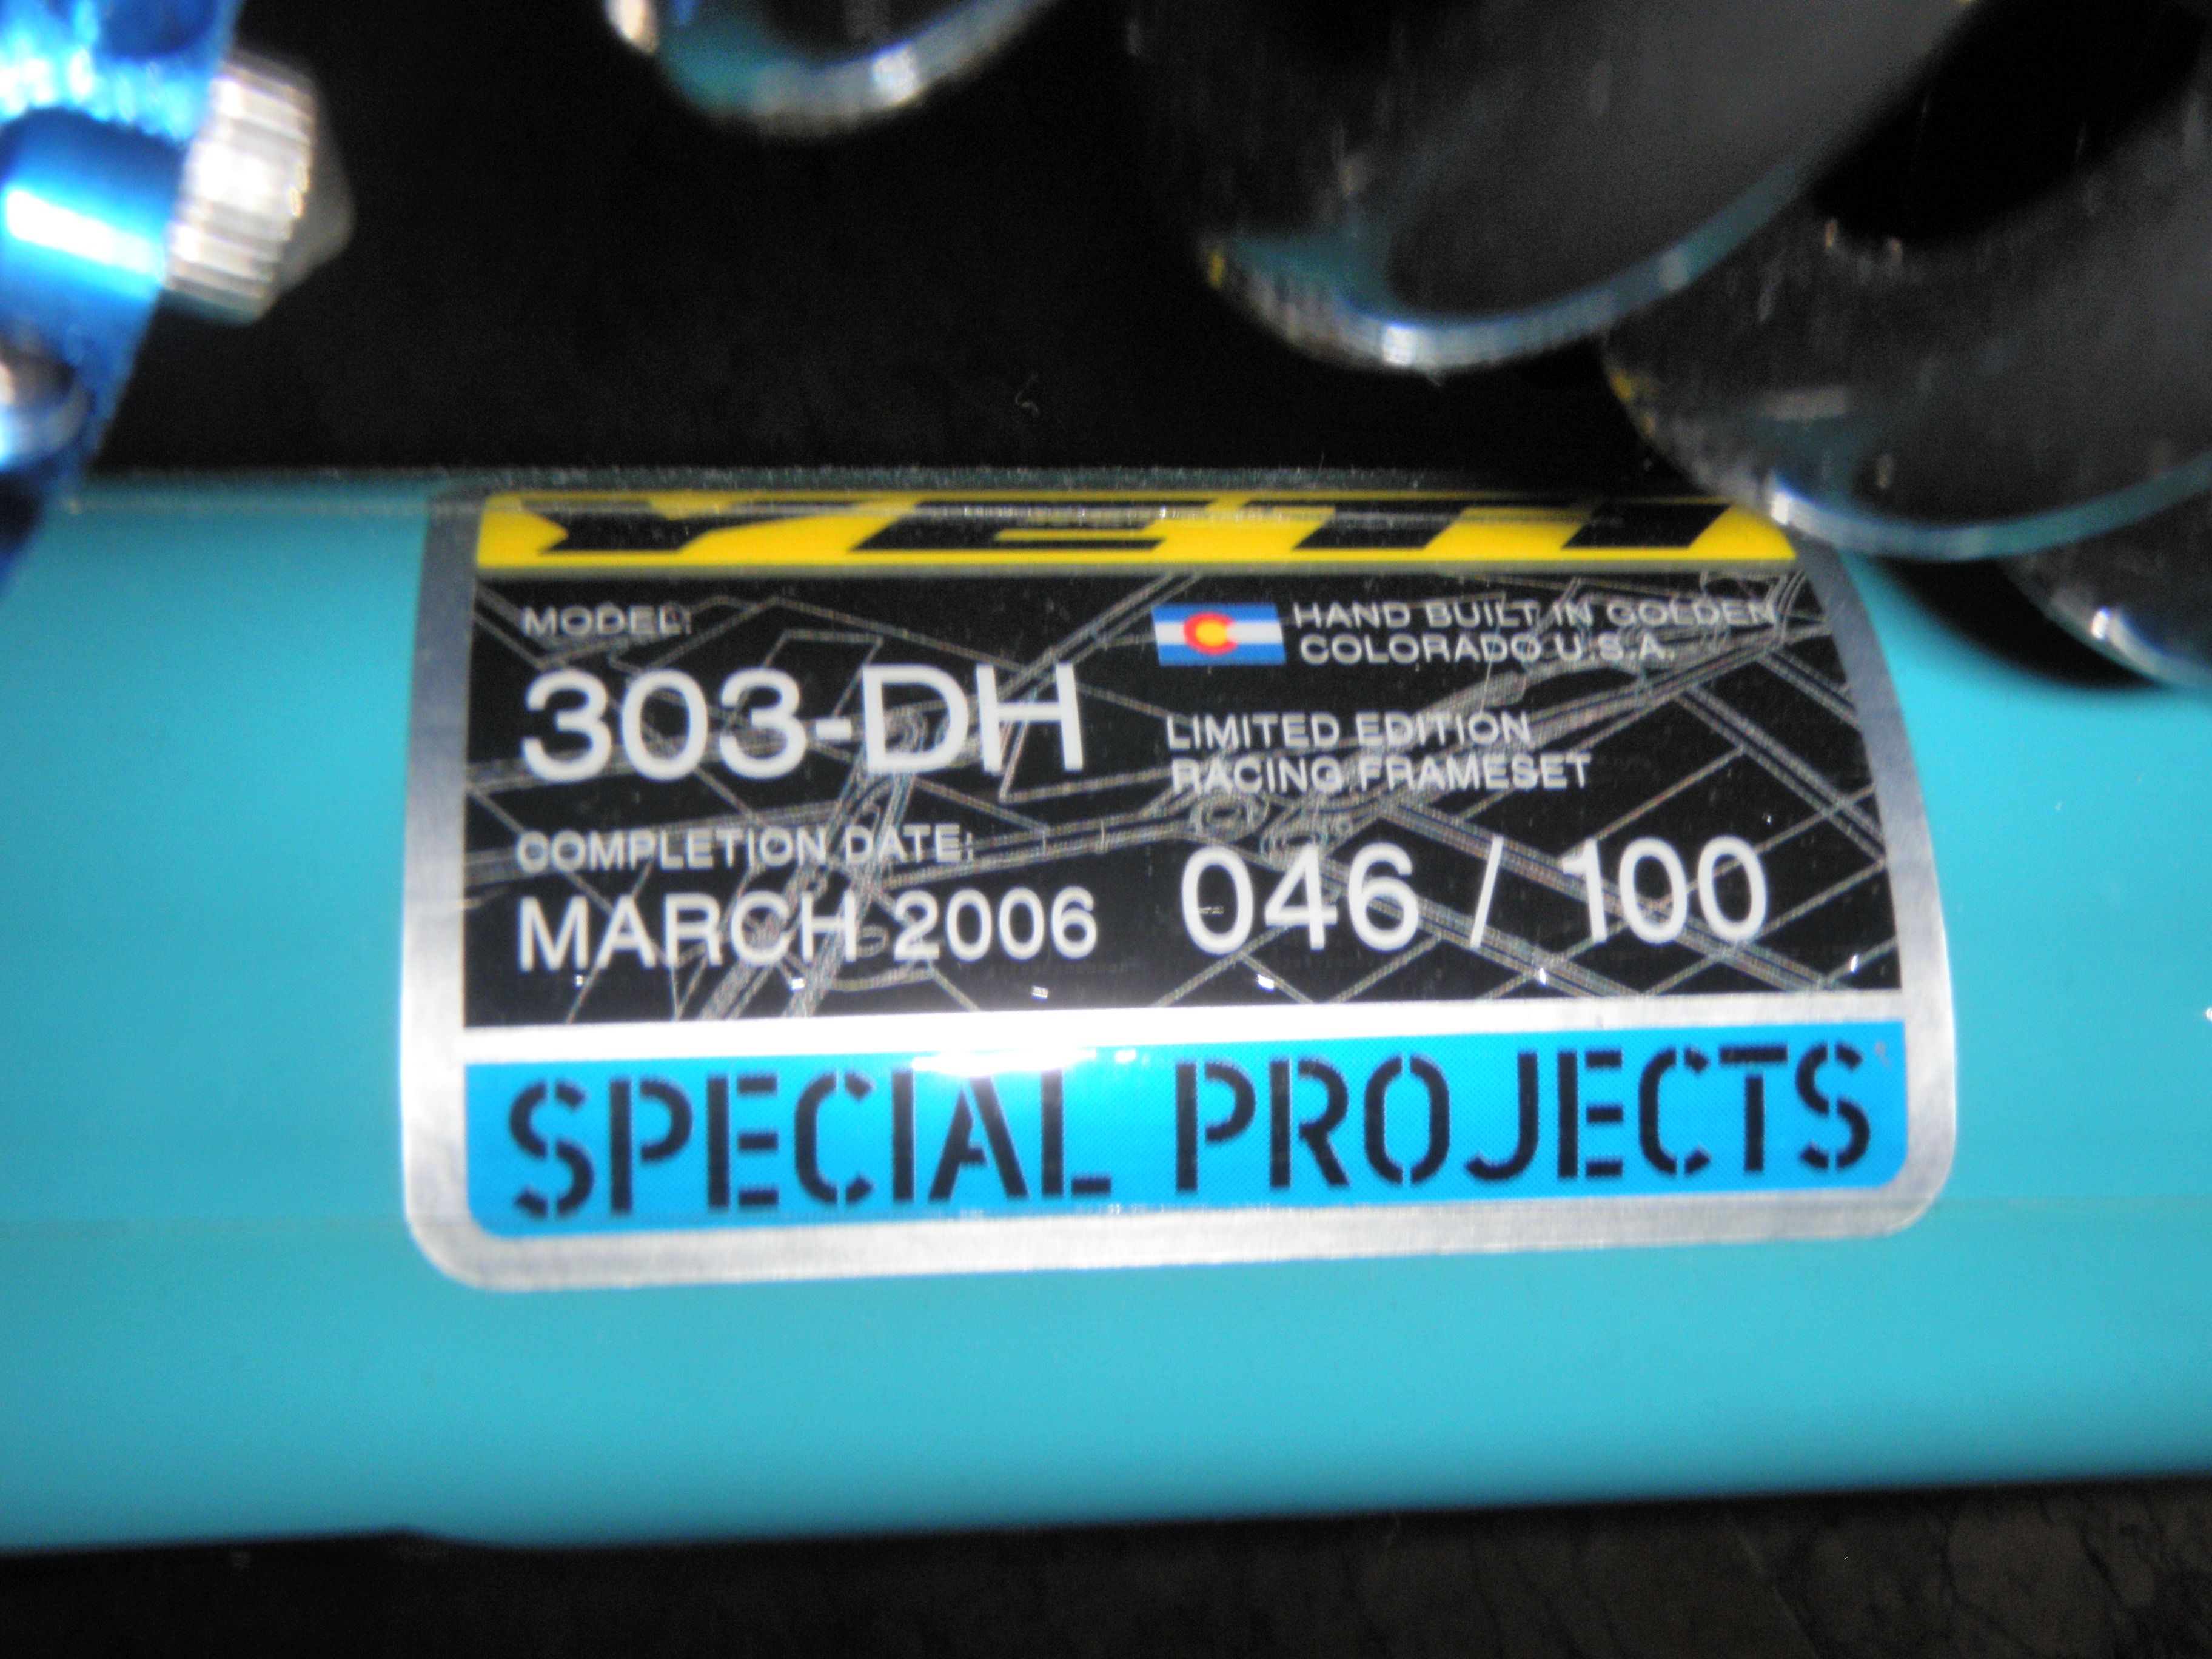 YETI
MODEL:
303-DH
COMPLETION DATE:
MARCH 2006
HAND BUILT IN GOLDEN
COLORADO U.S.A.
LIMITED EDITION
RACING FRAMESET
046 / 100
SPECIAL PROJECTS